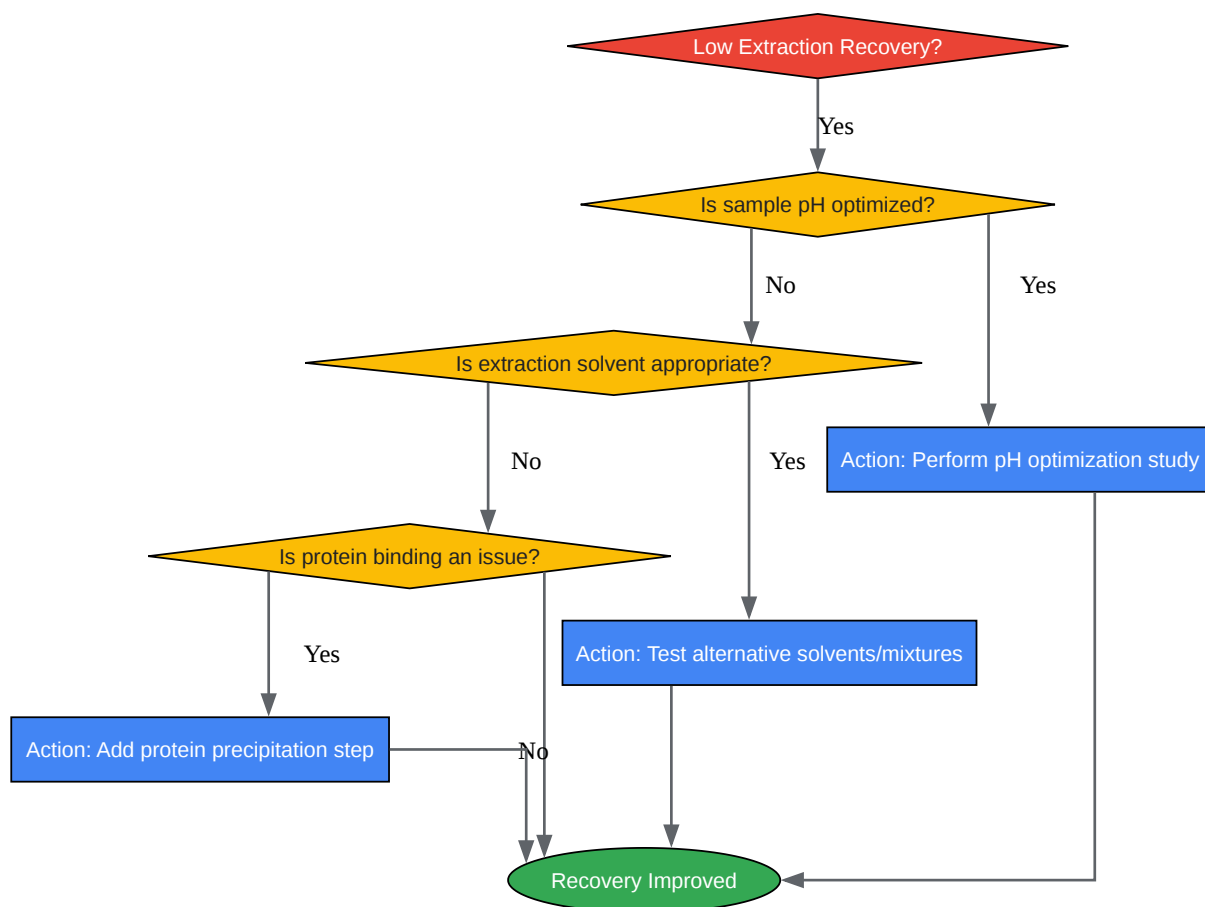 Low Extraction Recovery?
Yes
Is sample pH optimized?
No
Yes
Is extraction solvent appropriate?
No
Yes
Action: Perform pH optimization study
Is protein binding an issue?
Yes
Action: Test alternative solvents/mixtures
Action: Add protein precipitation step
No
Recovery Improved